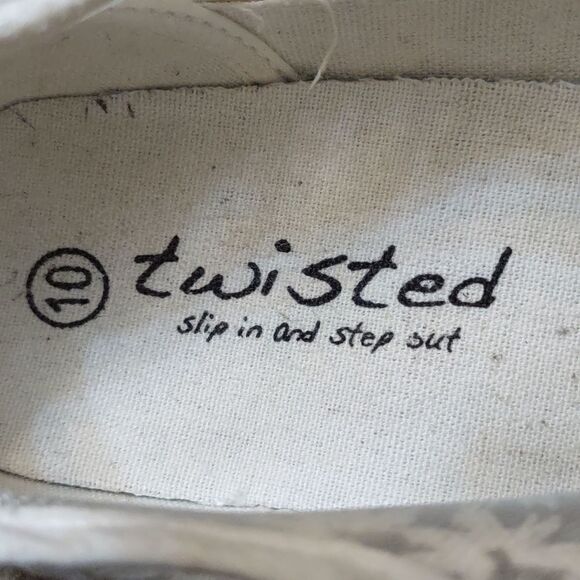 10
twisted
slip in and step out